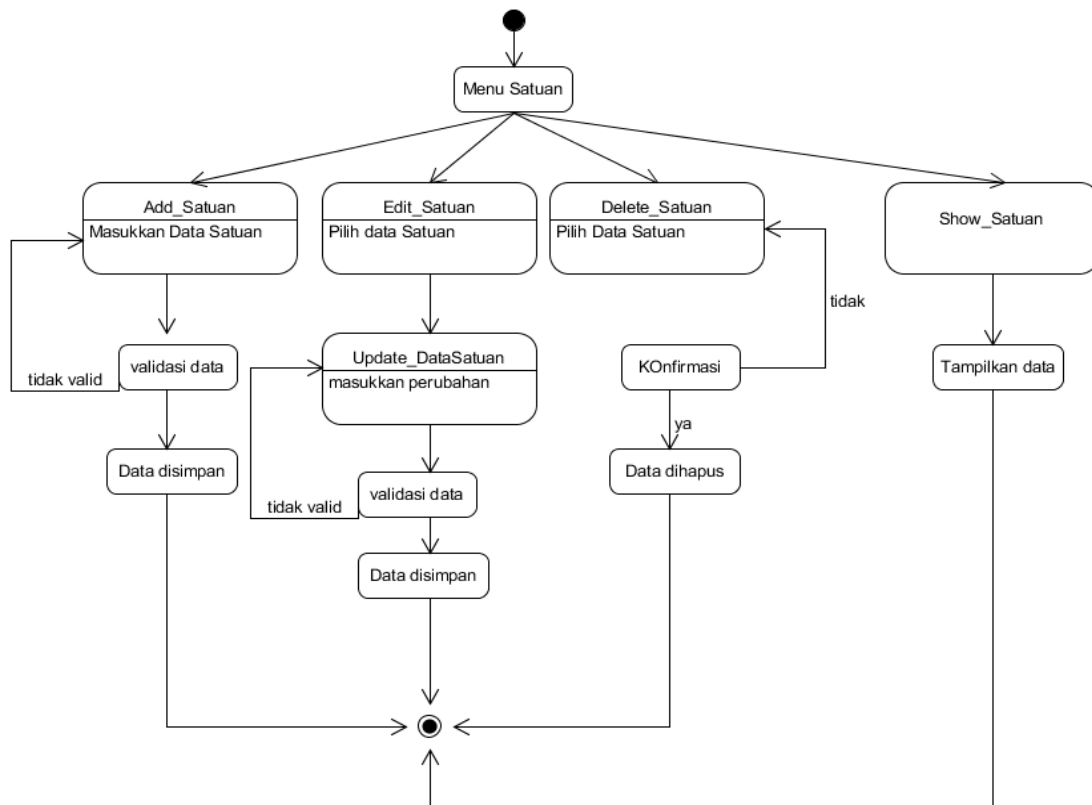 Menu Satuan
Add_Satuan
Masukkan Data Satuan
Edit_Satuan
Pilih data Satuan
Delete_Satuan
Pilih Data Satuan
Show_Satuan
tidak
validasi data
tidak valid
Update_DataSatuan
masukkan perubahan
KOnfirmasi
Tampilkan data
ya
Data disimpan
Data dihapus
validasi data
tidak valid
Data disimpan